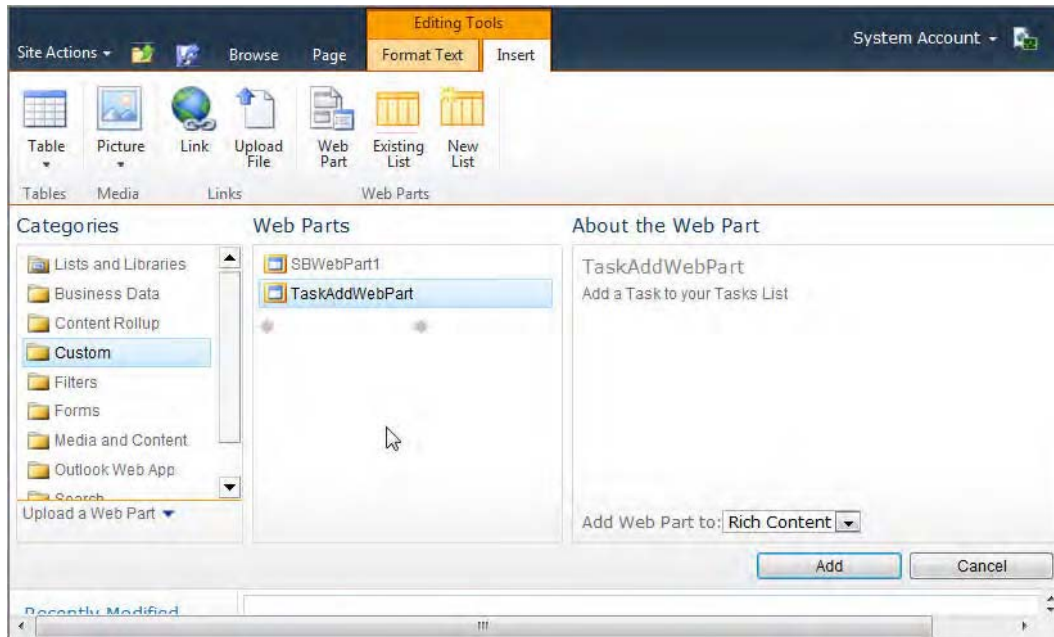 Editing Tools
Site Actions
Browse
Page
Format Text
Insert
System Account
Table
Picture
Link
Upload
File
Web
Part
Existing
List
New
List
Tables
Media
Links
Web Parts
Categories
Lists and Libraries
Business Data
Content Rollup
Custom
Filters
Forms
Media and Content
Outlook Web App
Search
Upload a Web Part
Web Parts
SBWebPart1
TaskAddWebPart
About the Web Part
TaskAddWebPart
Add a Task to your Tasks List
Add Web Part to: Rich Content
Add
Cancel
Recently Modified